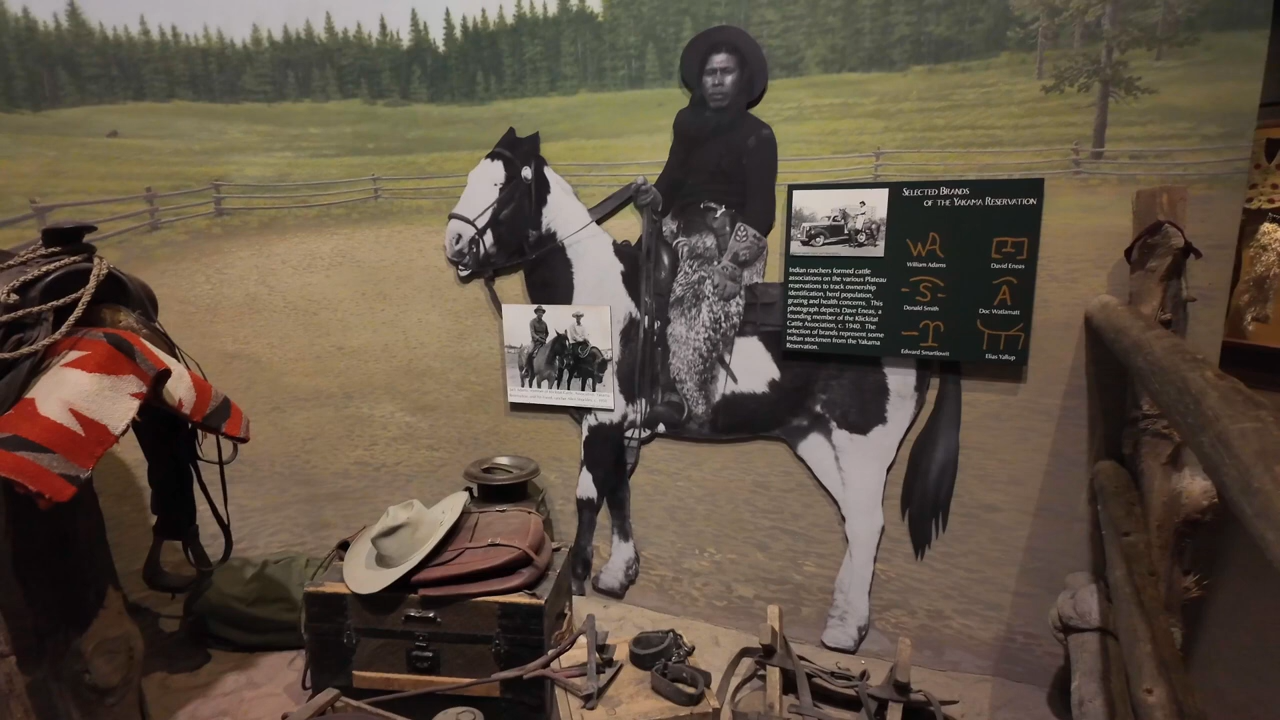 SELECTED BRANDS
OF THE YAKAMA RESERVATION
William Adams
David Eneas
Donald Smith
Doc Watlamatt
Edward Smartlowit
Elias Yallup
Indian ranchers formed cattle
associations on the various Plateau
reservations to track ownership
identification, herd population,
grazing and health concerns. This
photograph depicts Dave Eneas, a
founding member of the Klickitat
Cattle Association, c. 1940. The
selection of brands represent some
Indian stockmen from the Yakama
Reservation.